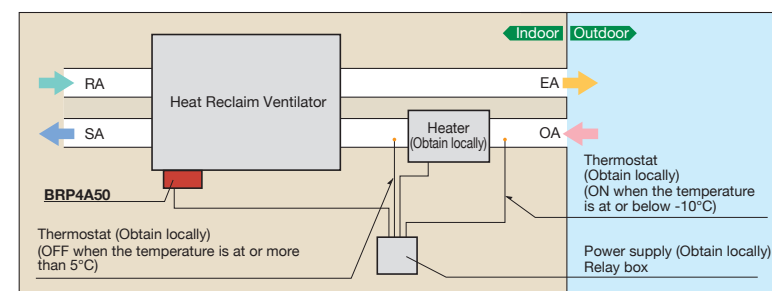 Indoor Outdoor
RA
EA
Heat Reclaim Ventilator
SA
Heater
(Obtain locally)
OA
BRP4A50
Thermostat
(Obtain locally)
(ON when the temperature
is at or below -10°C)
Thermostat (Obtain locally)
(OFF when the temperature is at or more
than 5°C)
Power supply (Obtain locally)
Relay box